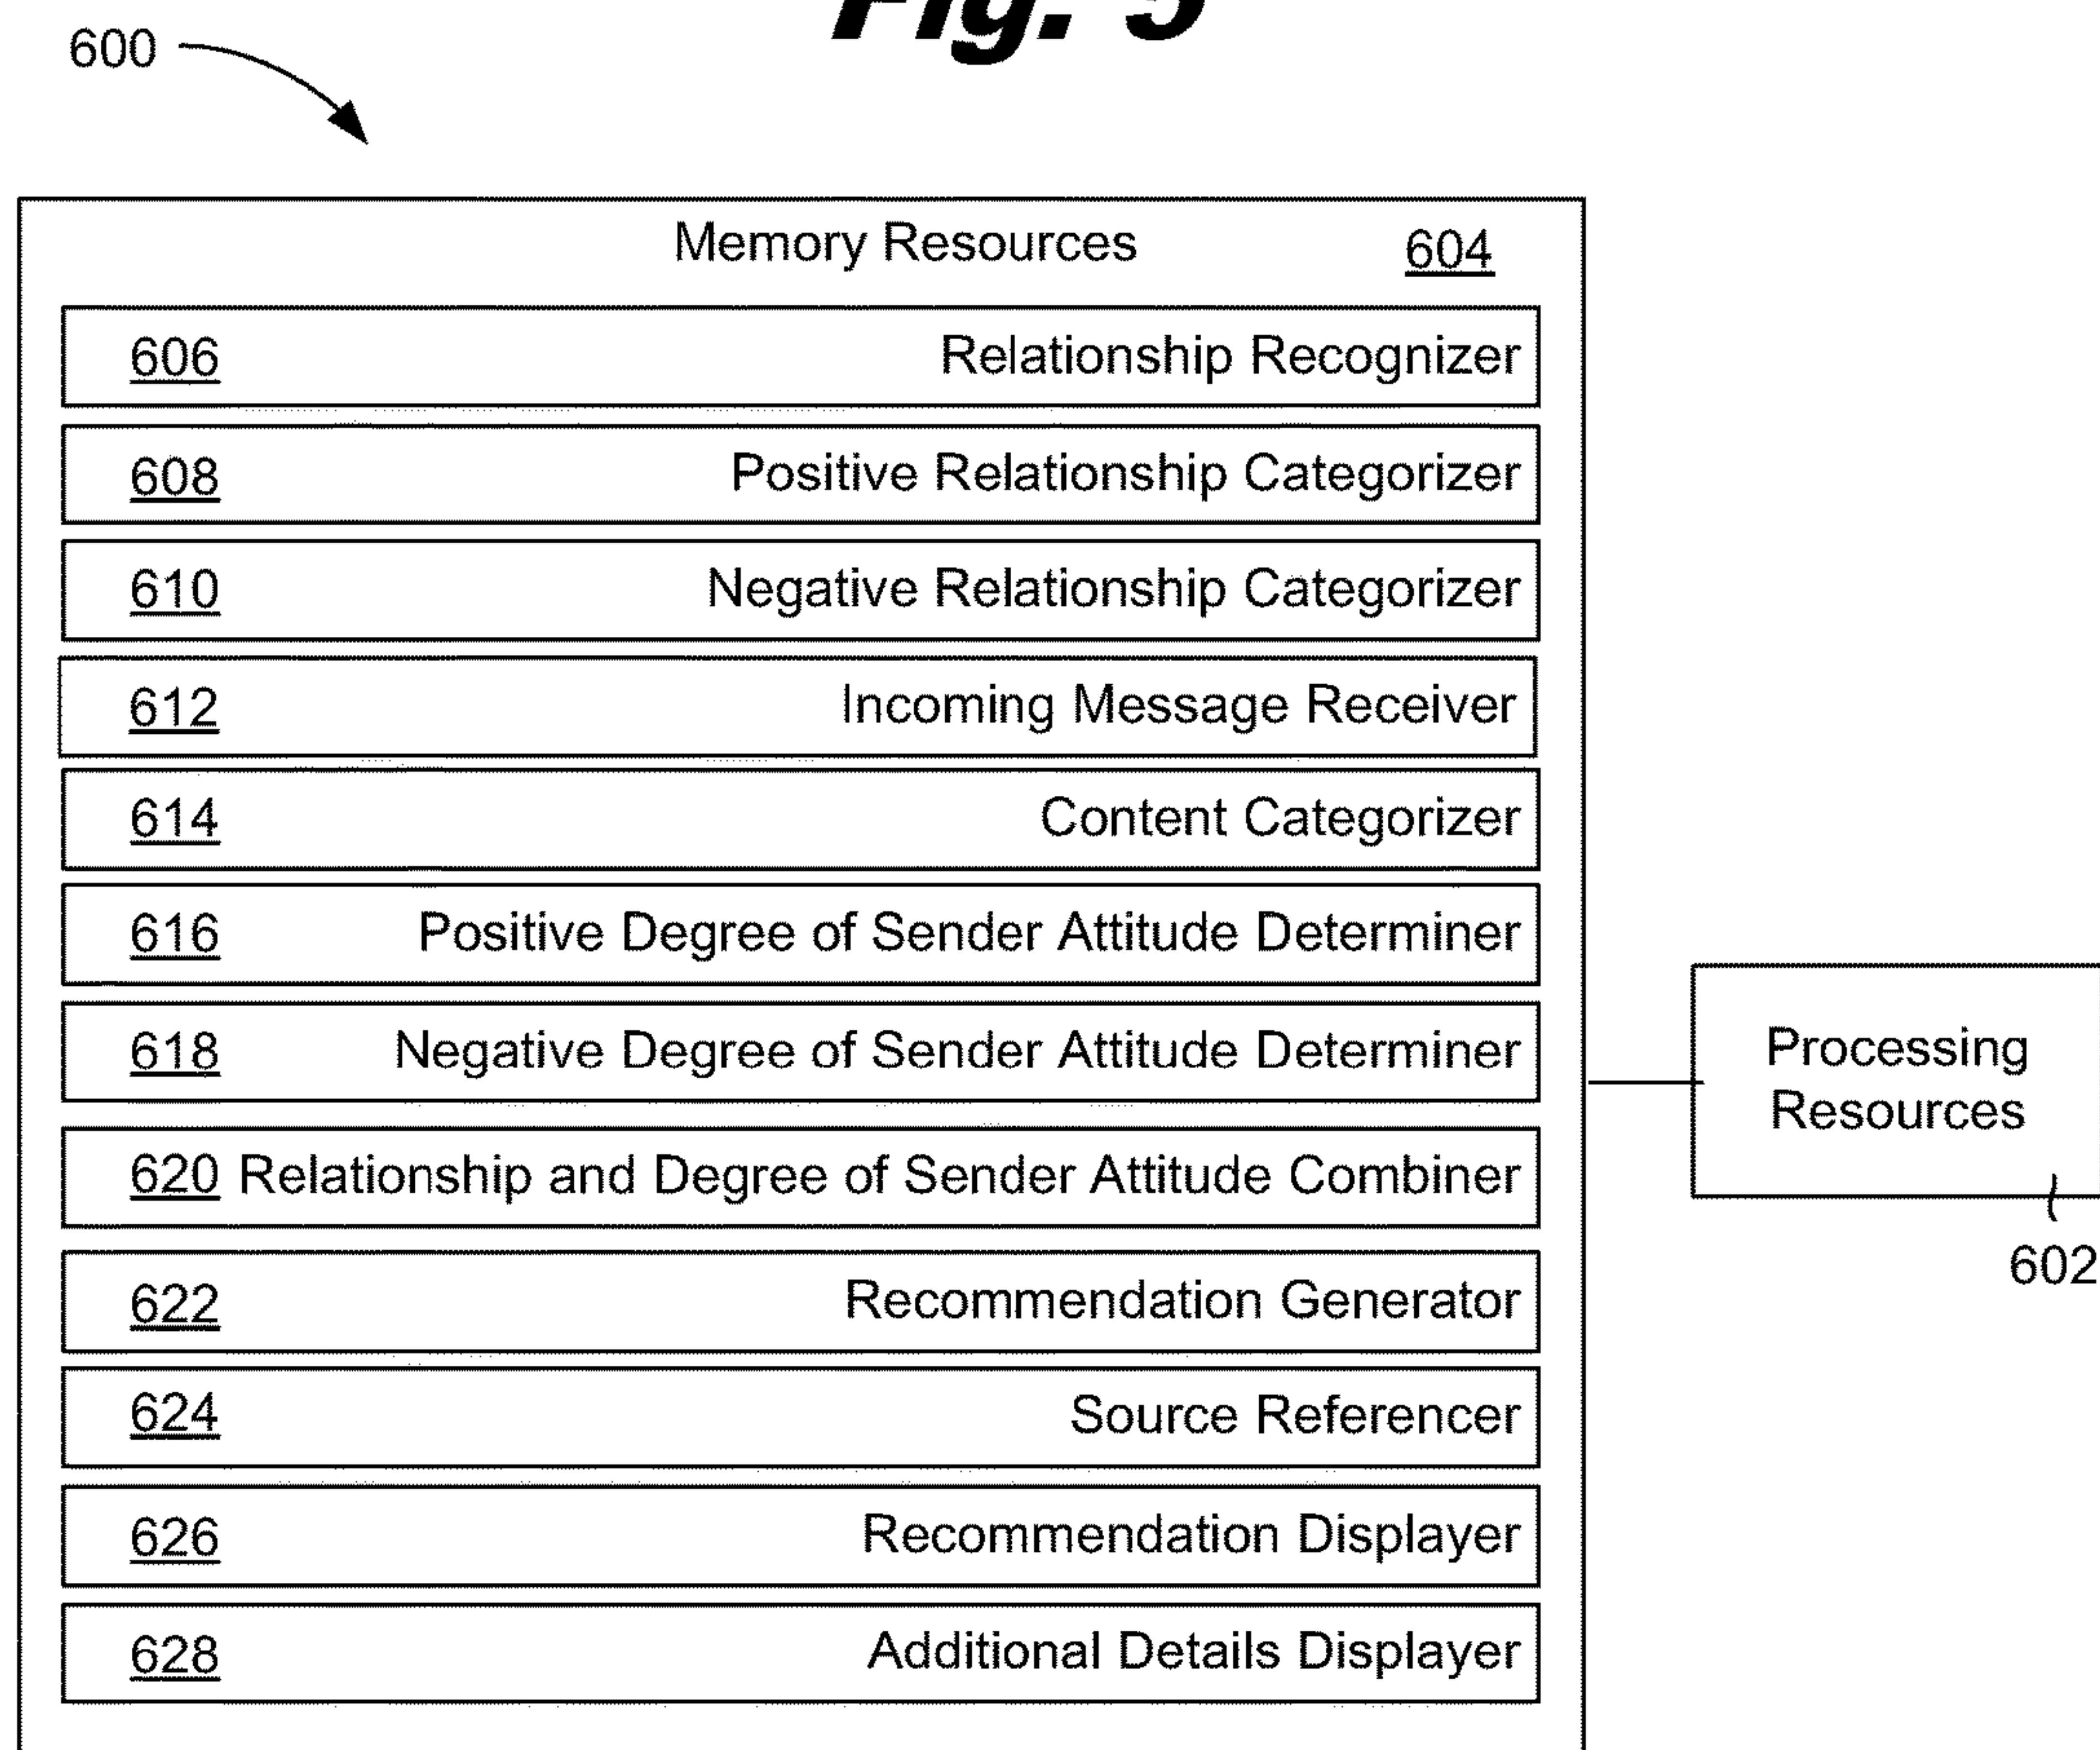 Fig. 5
600
Memory Resources 604
606 Relationship Recognizer
608 Positive Relationship Categorizer
610 Negative Relationship Categorizer
612 Incoming Message Receiver
614 Content Categorizer
616 Positive Degree of Sender Attitude Determiner
618 Negative Degree of Sender Attitude Determiner
620 Relationship and Degree of Sender Attitude Combiner
622 Recommendation Generator
624 Source Referencer
626 Recommendation Displayer
628 Additional Details Displayer
Processing
Resources
602